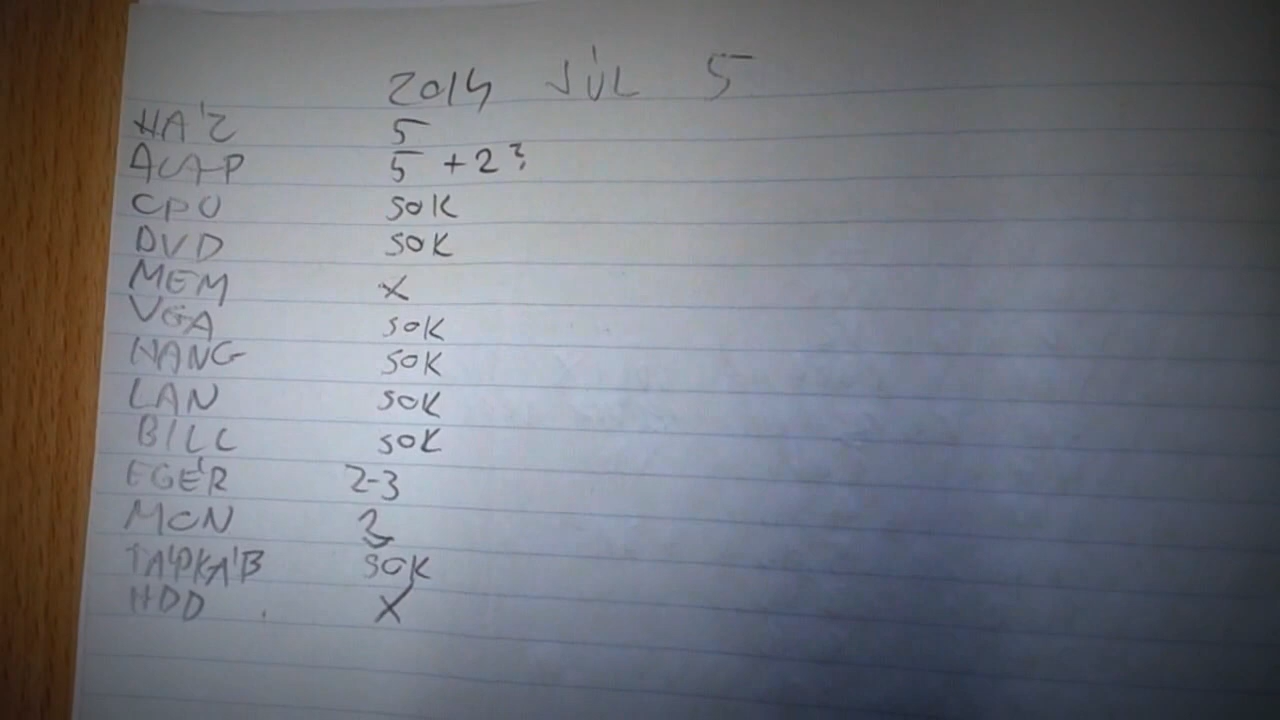 2014 JÚL 5
HÁZ 5
ALAP 5 +2?
CPU SOK
DVD SOK
MEM X
VGA SOK
HANG SOK
LAN SOK
BILL SOK
EGÉR 2-3
MON 2
TÁPKÁB SOK
HDD X